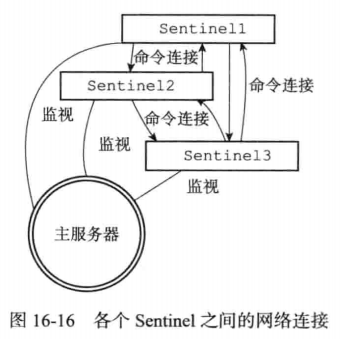 Sentinel1
命令连接
Sentinel2
命令连接
监视
命令连接
监视
Sentinel3
监视
主服务器
图 16-16 各个 Sentinel 之间的网络连接